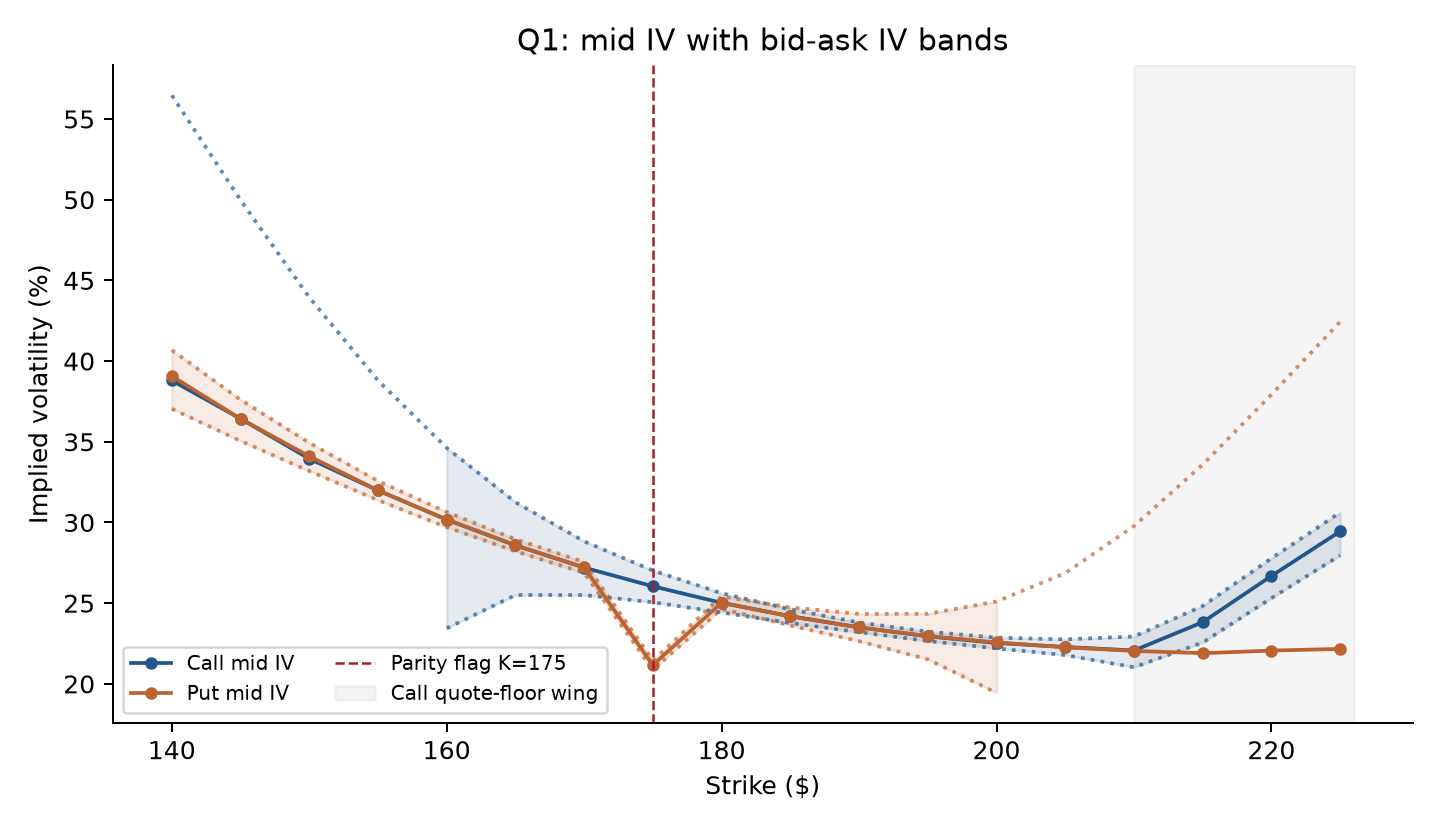 Q1: mid IV with bid-ask IV bands
Implied volatility (%)
55
50
45
40
35
30
25
20
Call mid IV
Put mid IV
Parity flag K=175
Call quote-floor wing
140
160
180
200
220
Strike ($)